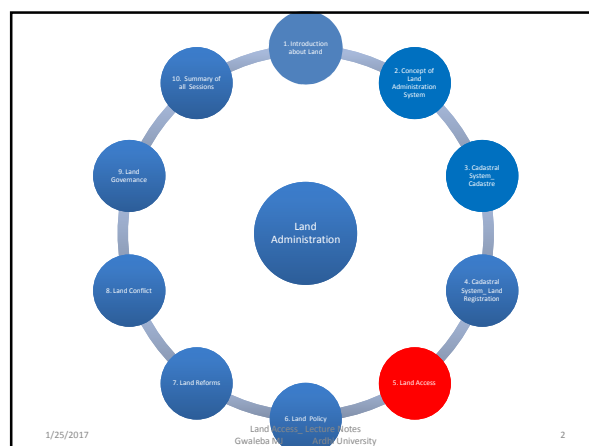 1. Introduction
about Land
2. Concept of
Land
Administration
System
3. Cadastral
System_
Cadastre
4. Cadastral
System_ Land
Registration
5. Land Access
6. Land Policy
7. Land Reforms
8. Land Conflict
9. Land
Governance
10. Summary of
all Sessions
Land
Administration
1/25/2017
Land Access_ Lecture Notes
Gwaleba MJ Ardhi University
2